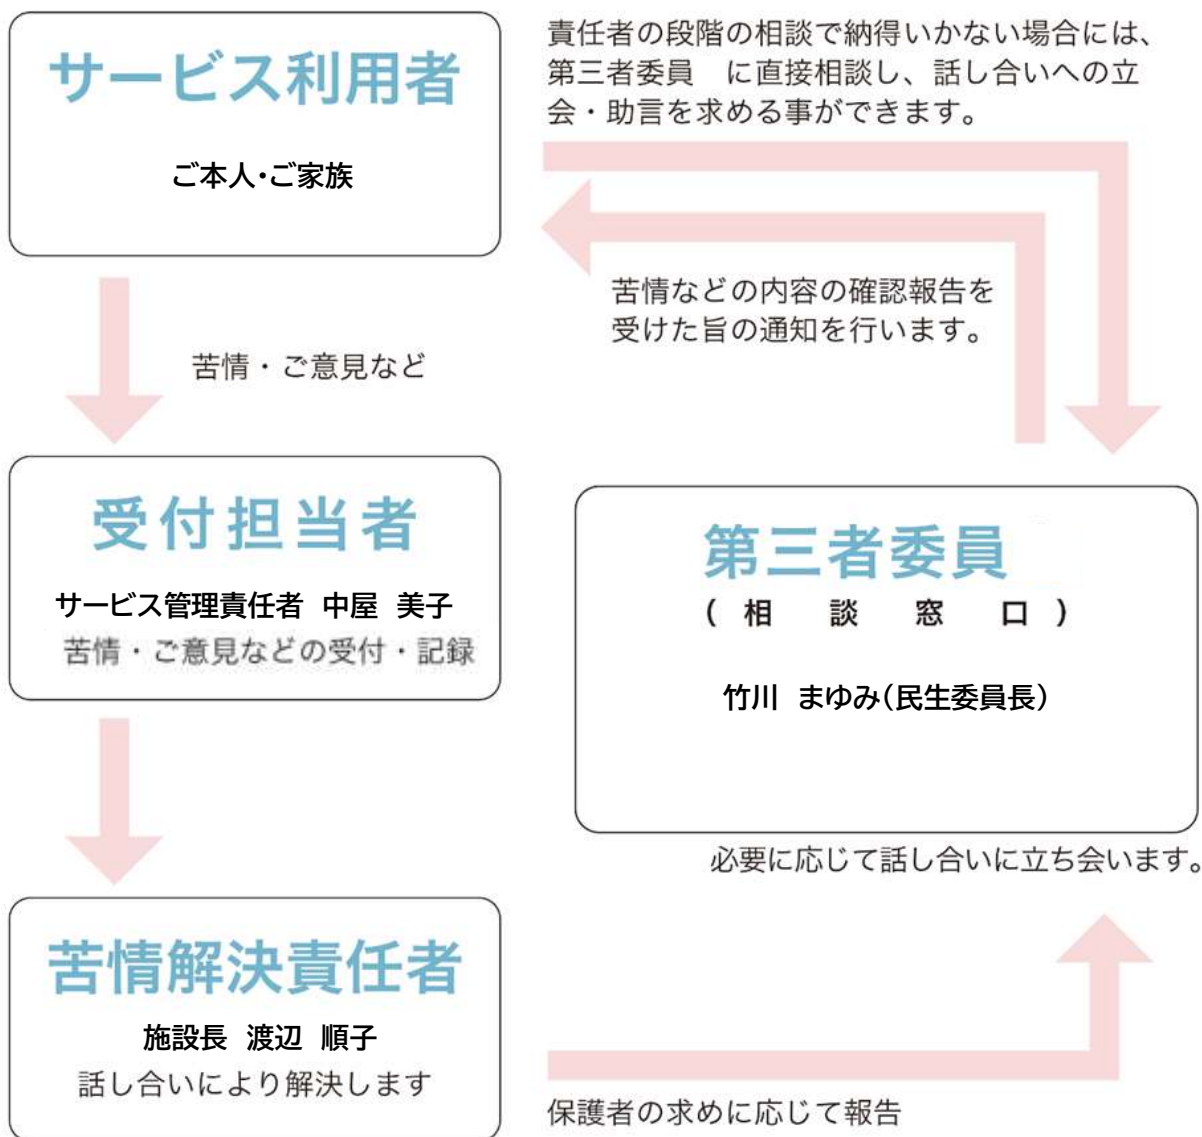 サービス利用者
ご本人・ご家族
責任者の段階の相談で納得いかない場合には、
第三者委員　に直接相談し、話し合いへの立
会・助言を求める事ができます。
苦情などの内容の確認報告を
受けた旨の通知を行います。
苦情・ご意見など
受付担当者
サービス管理責任者　中屋　美子
苦情・ご意見などの受付・記録
第三者委員
(　相　談　窓　口　)
竹川　まゆみ(民生委員長)
必要に応じて話し合いに立ち会います。
苦情解決責任者
施設長　渡辺　順子
話し合いにより解決します
保護者の求めに応じて報告